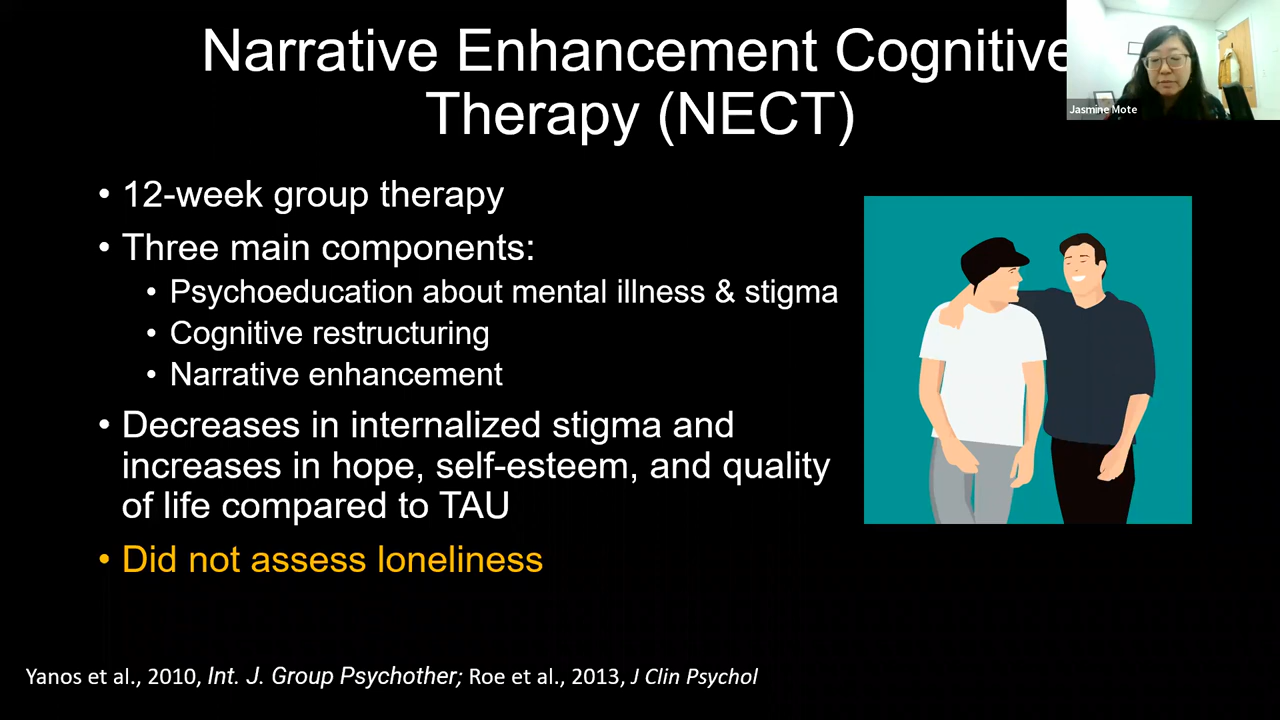 Narrative Enhancement Cognitive
Therapy (NECT)
Jasmine Mote
• 12-week group therapy
• Three main components:
• Psychoeducation about mental illness & stigma
• Cognitive restructuring
• Narrative enhancement
• Decreases in internalized stigma and
increases in hope, self-esteem, and quality
of life compared to TAU
• Did not assess loneliness
Yanos et al., 2010, Int. J. Group Psychother; Roe et al., 2013, J Clin Psychol